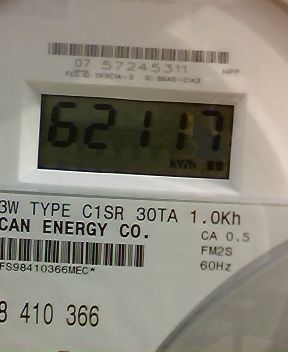 07 57245311
62117
kWh
3W TYPE C1SR 30TA 1.0Kh
CAN ENERGY CO.
CA 0.5
FM2S
60Hz
FS98410366MEC*
8 410 366